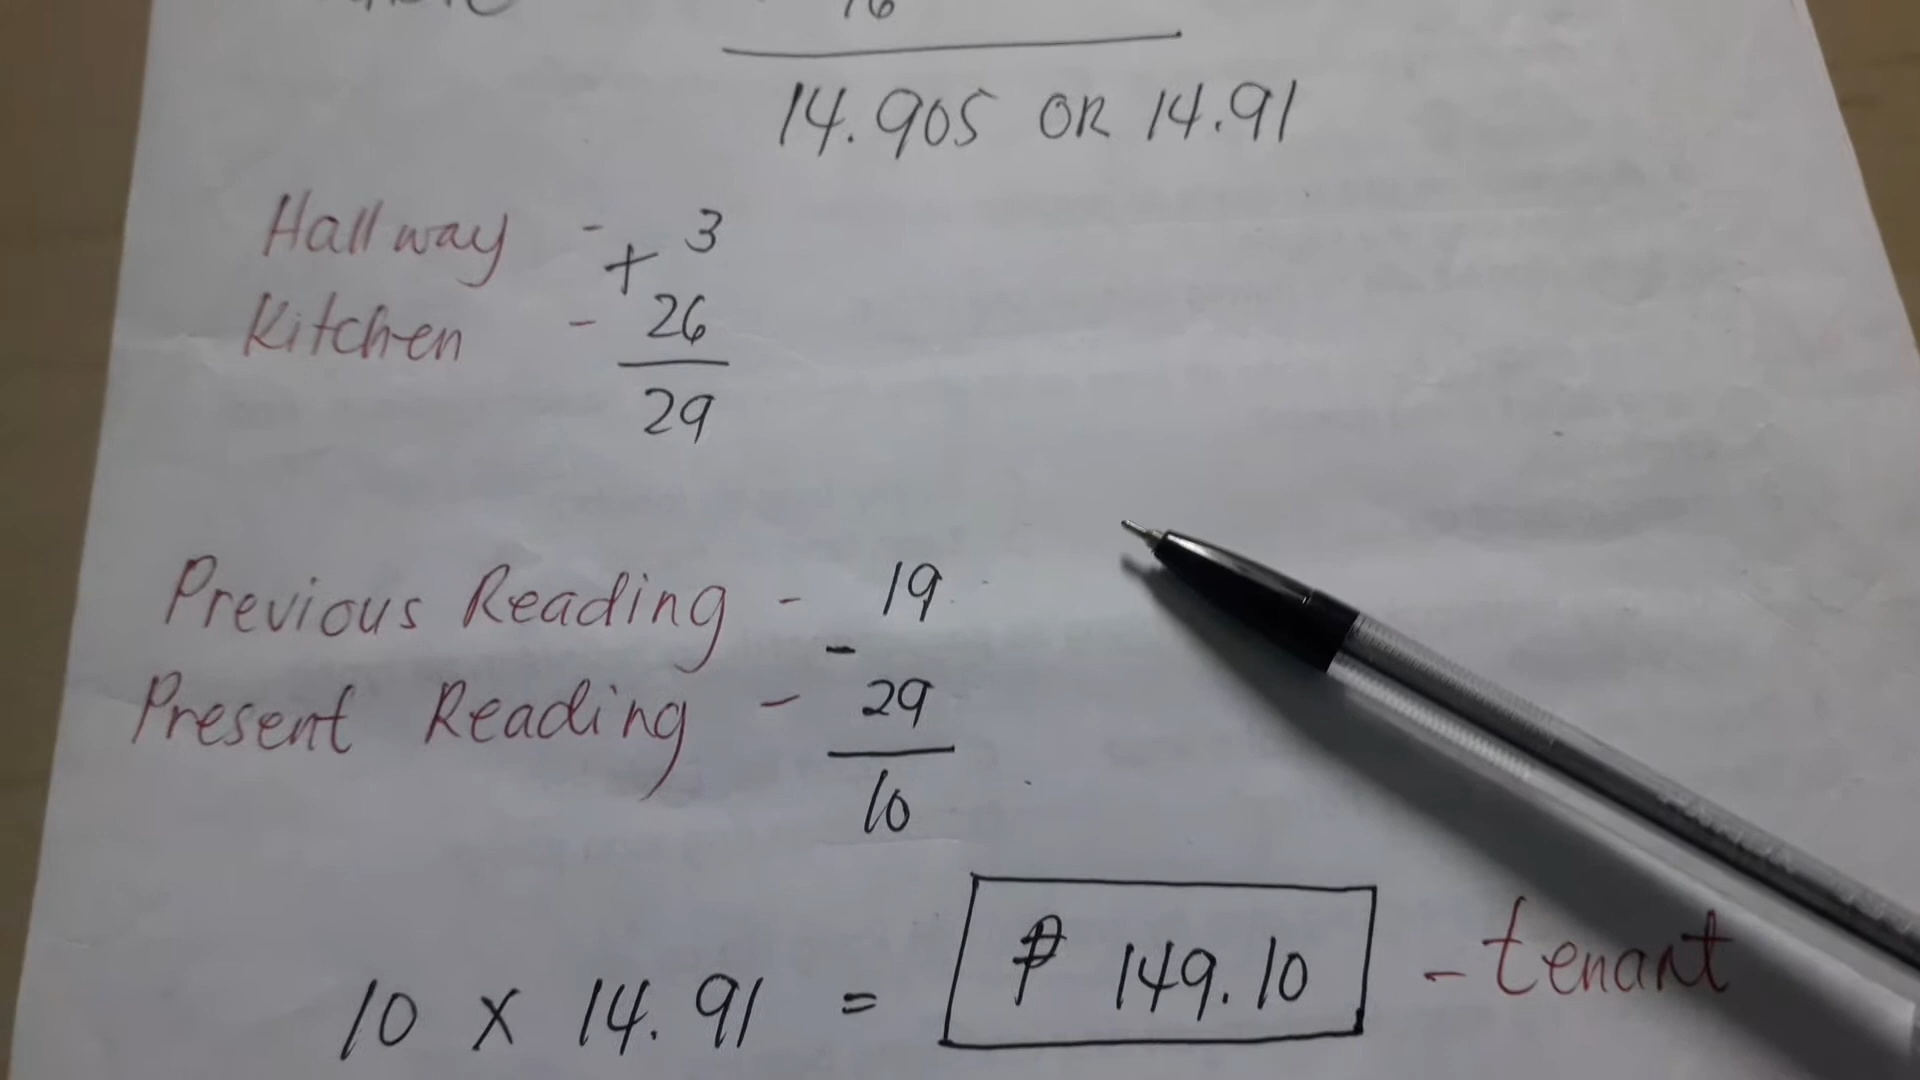 16
14.905 OR 14.91
Hallway - 3
+
Kitchen - 26
29
Previous Reading - 19
-
Present Reading - 29
10
10 x 14.91 = ₱ 149.10 - tenant